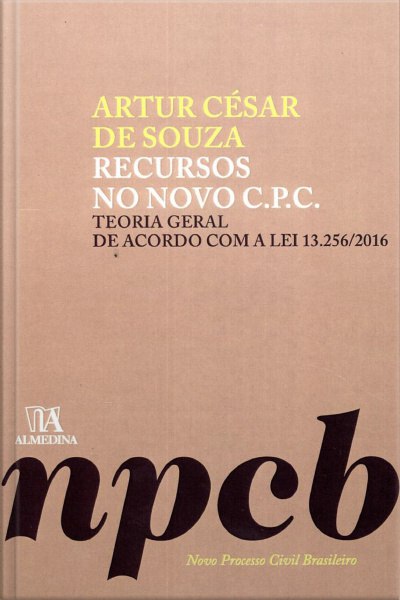 ARTUR CÉSAR
DE SOUZA
RECURSOS
NO NOVO C.P.C.
TEORIA GERAL
DE ACORDO COM A LEI 13.256/2016
NA
ALMEDINA
npcb
Novo Processo Civil Brasileiro